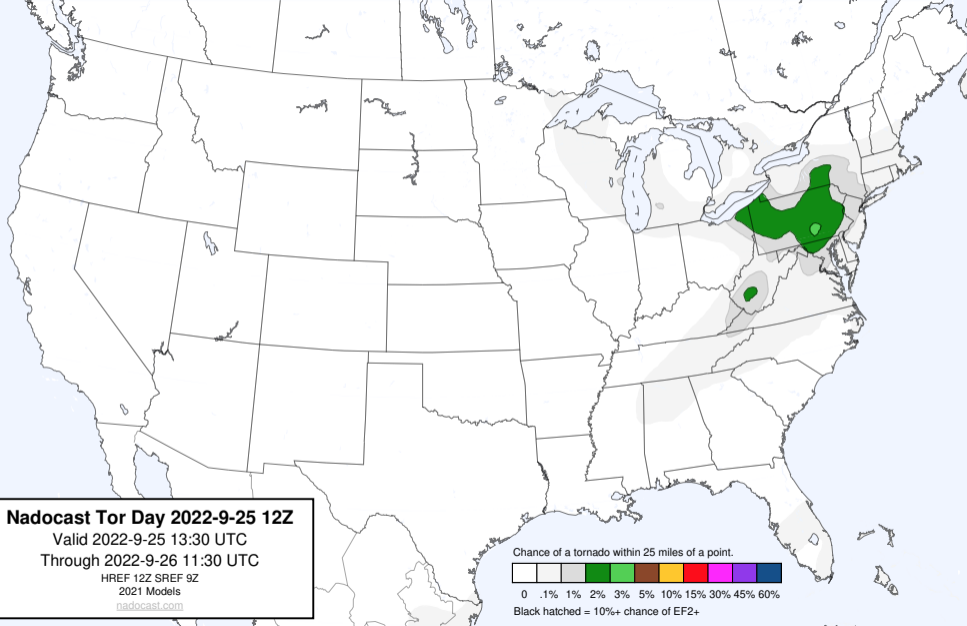 Nadocast Tor Day 2022-9-25 12Z
Valid 2022-9-25 13:30 UTC
Through 2022-9-26 11:30 UTC
HREF 12Z SREF 9Z
2021 Models
nadocast.com
Chance of a tornado within 25 miles of a point.
0 .1% 1% 2% 3% 5% 10% 15% 30% 45% 60%
Black hatched = 10%+ chance of EF2+